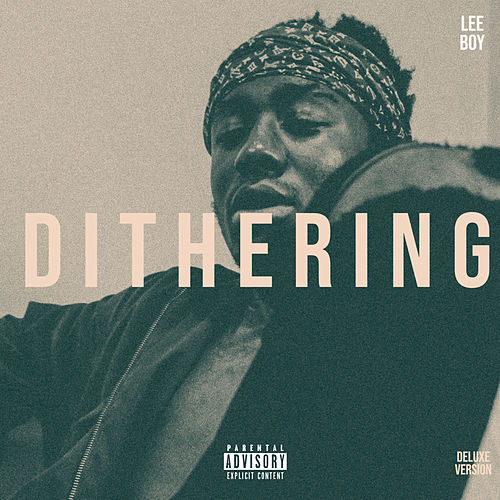 LEE
BOY
DITHERING
PARENTAL
ADVISORY
EXPLICIT CONTENT
DELUXE
VERSION